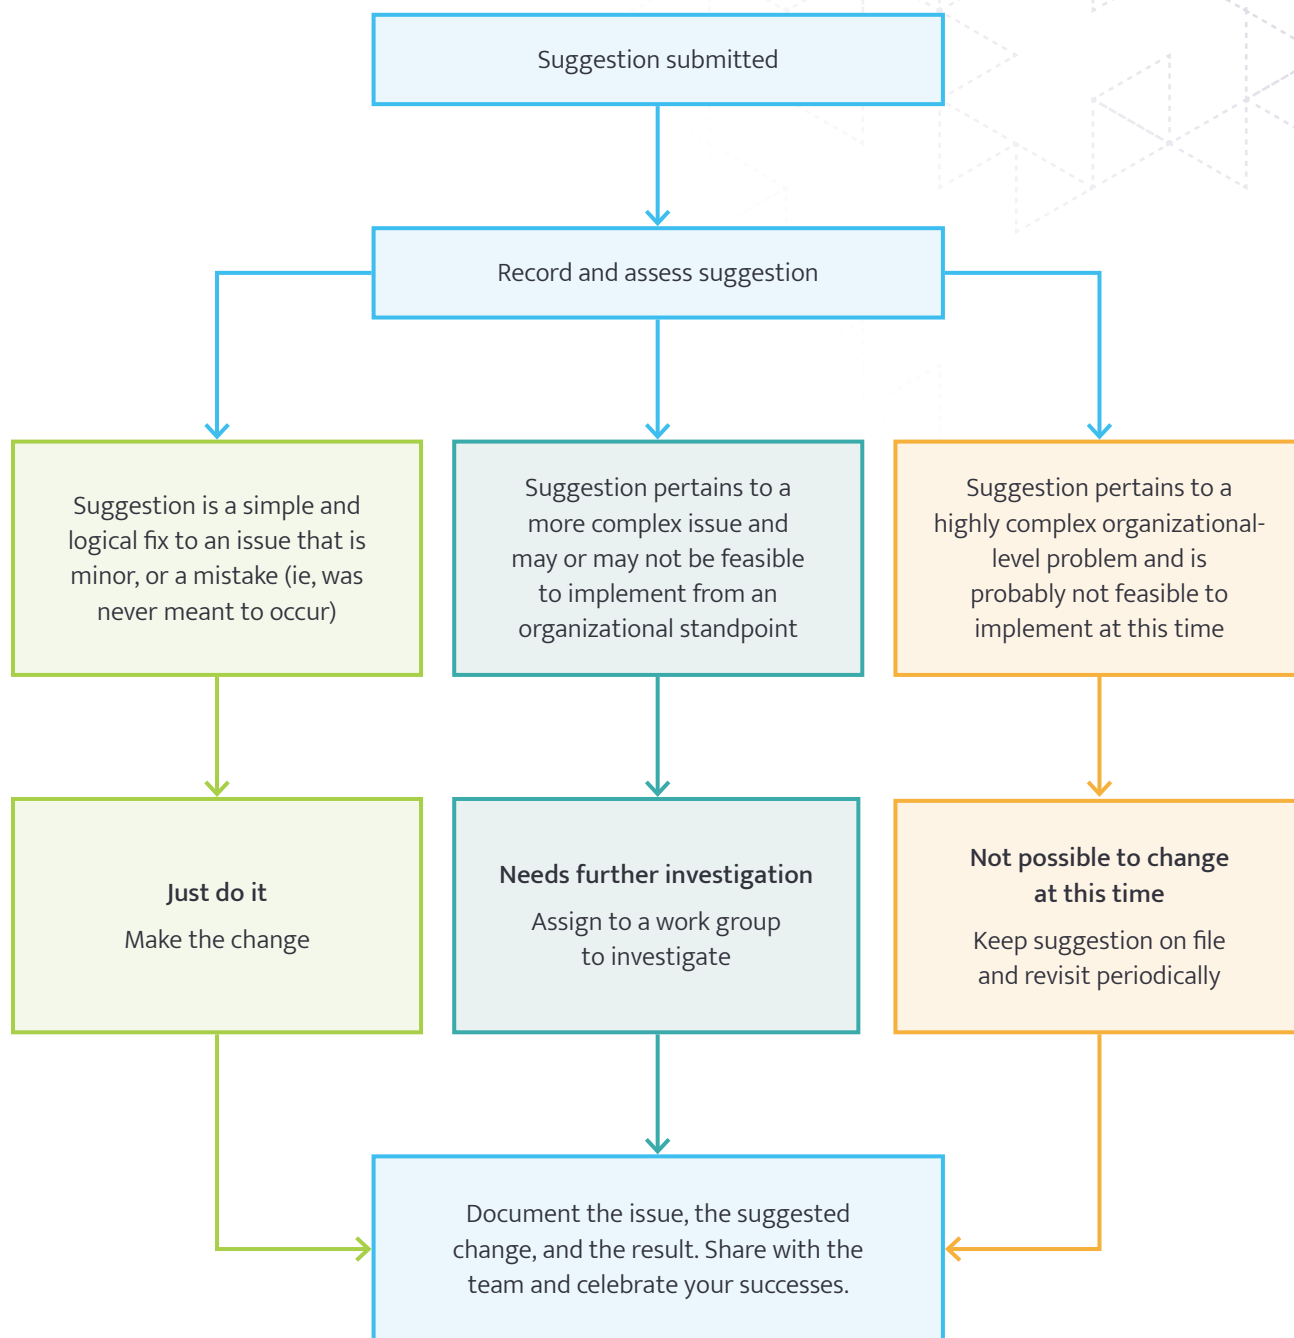 Suggestion submitted
Record and assess suggestion
Suggestion is a simple and
logical fix to an issue that is
minor, or a mistake (ie, was
never meant to occur)
Suggestion pertains to a
more complex issue and
may or may not be feasible
to implement from an
organizational standpoint
Suggestion pertains to a
highly complex organizational-
level problem and is
probably not feasible to
implement at this time
Just do it
Make the change
Needs further investigation
Assign to a work group
to investigate
Not possible to change
at this time
Keep suggestion on file
and revisit periodically
Document the issue, the suggested
change, and the result. Share with the
team and celebrate your successes.